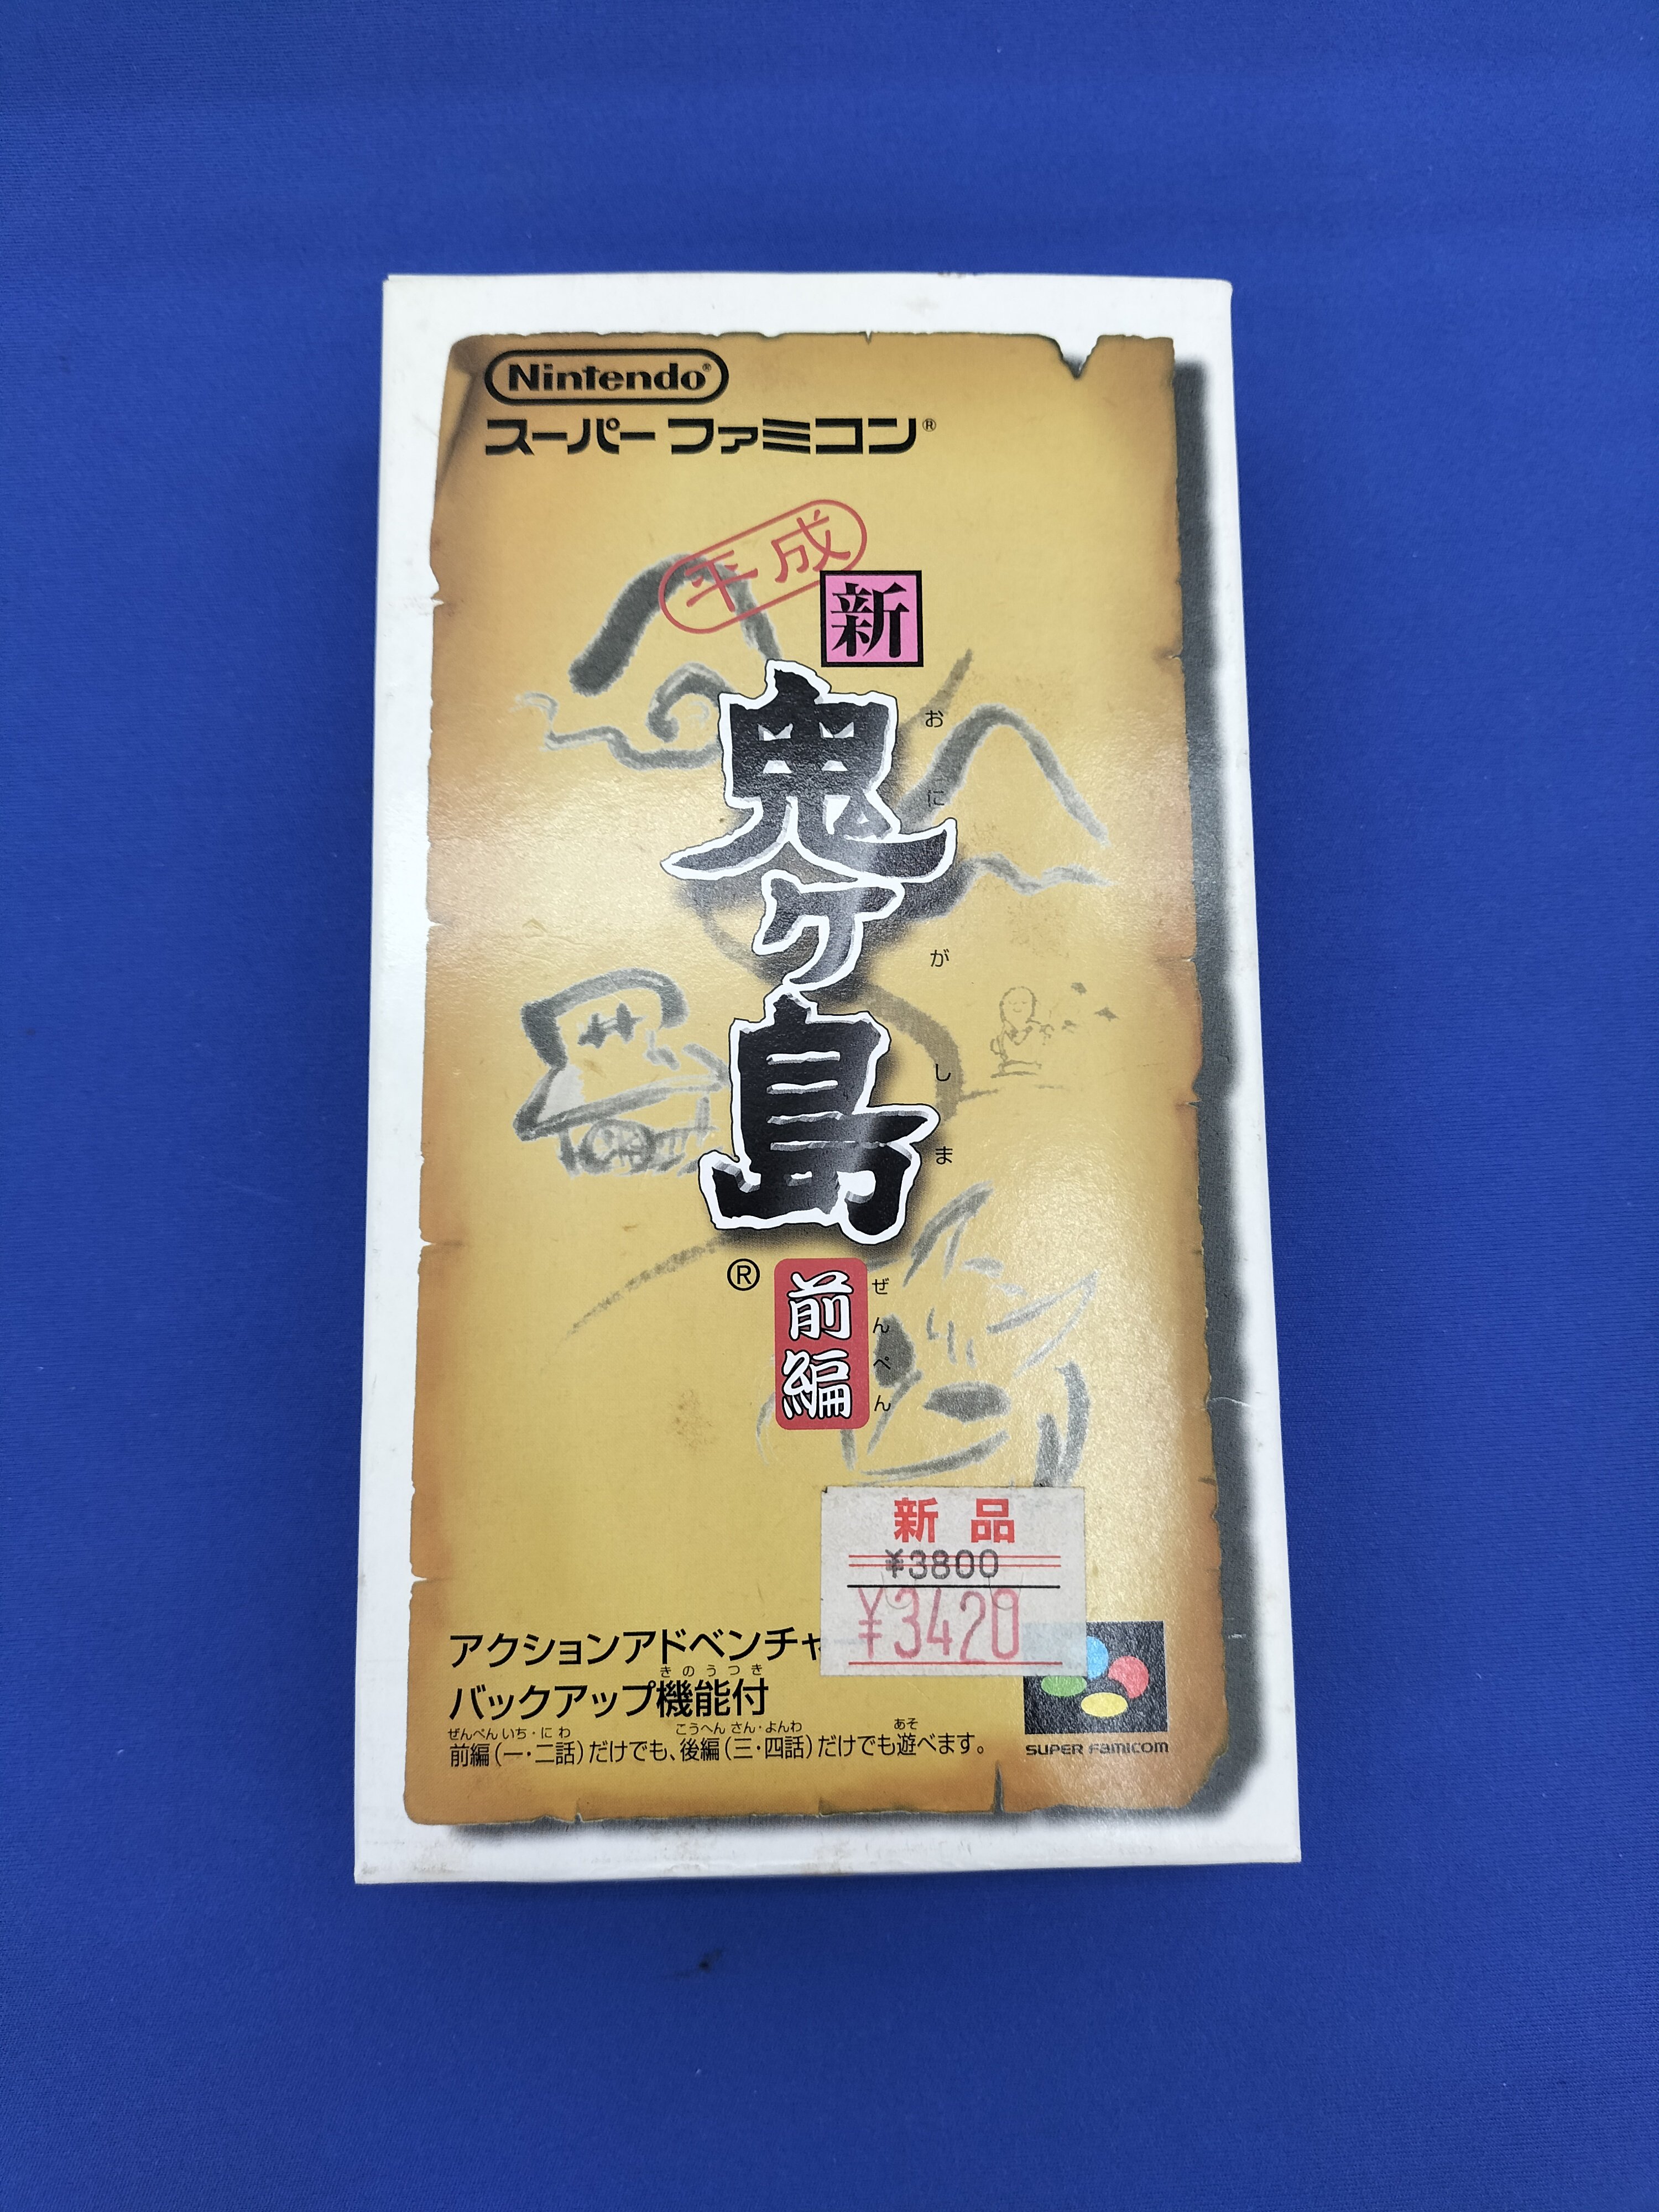 Nintendo®
スーパーファミコン®
平成
新
鬼ヶ島
おにがしま
®
前編
ぜんぺん
新品
¥3800
¥3420
アクションアドベンチャ
きのうつき
バックアップ機能付
ぜんぺん いち・に わ こうへん さん・よんわ あそ
前編(一・二話)だけでも、後編(三・四話)だけでも遊べます。
SUPER FAMICOM